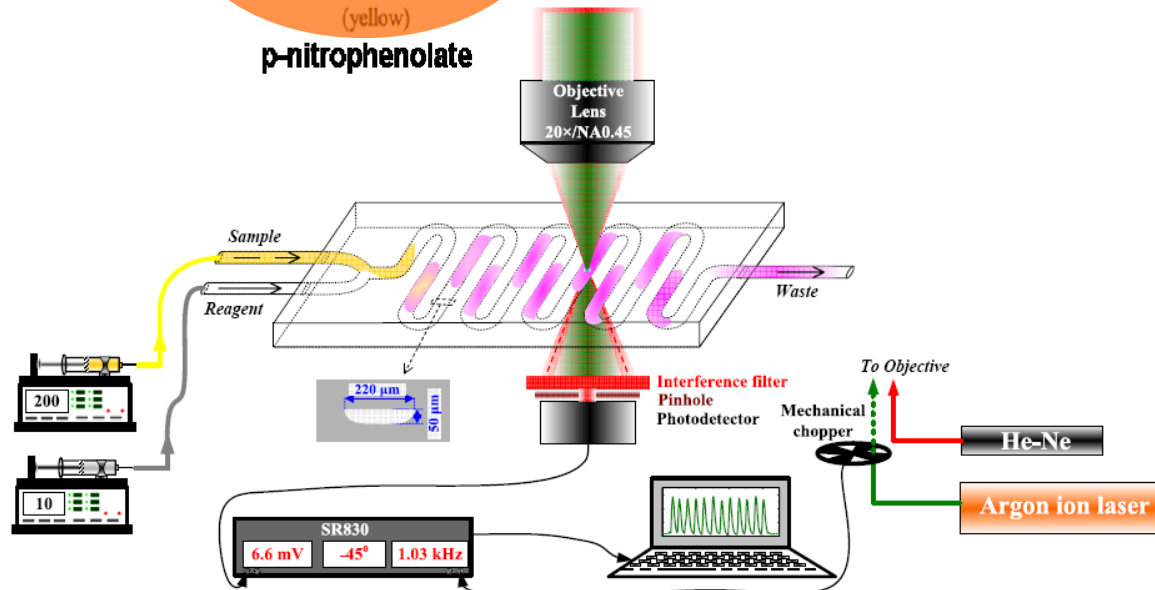 (yellow)
p-nitrophenolate
Objective
Lens
20×/NA0.45
Sample
Reagent
Waste
220 µm
50 µm
Interference filter
Pinhole
Photodetector
To Objective
Mechanical
chopper
He-Ne
Argon ion laser
200
10
SR830
6.6 mV
-45⁰
1.03 kHz